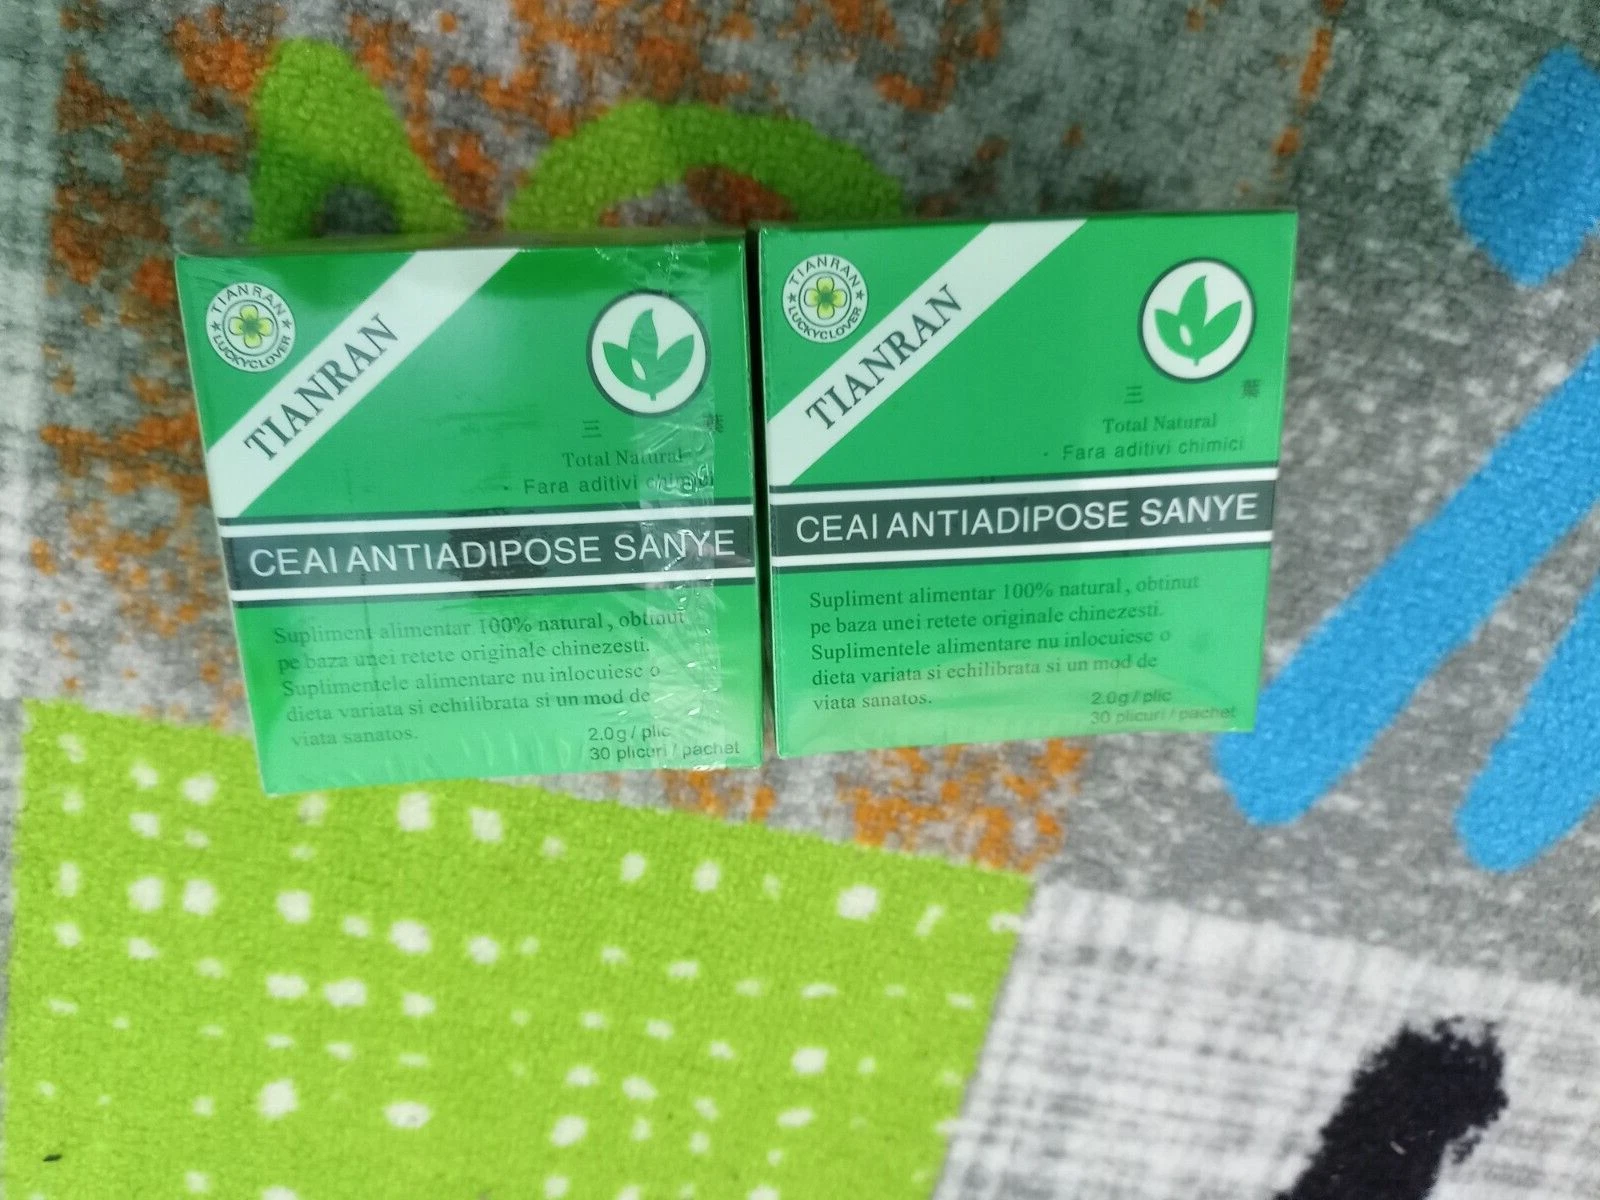 TIANRAN
LUCKYCLOVER
TIANRAN
三 葉
Total Natural
· Fara aditivi chimici
CEAI ANTIADIPOSE SANYE
Supliment alimentar 100% natural, obtinut
pe baza unei retete originale chinezesti.
Suplimentele alimentare nu inlocuiesc o
dieta variata si echilibrata si un mod de
viata sanatos.
2.0g / plic
30 plicuri / pachet
TIANRAN
LUCKYCLOVER
TIANRAN
三 葉
Total Natural
· Fara aditivi chimici
CEAI ANTIADIPOSE SANYE
Supliment alimentar 100% natural, obtinut
pe baza unei retete originale chinezesti.
Suplimentele alimentare nu inlocuiesc o
dieta variata si echilibrata si un mod de
viata sanatos.
2.0g / plic
30 plicuri / pachet